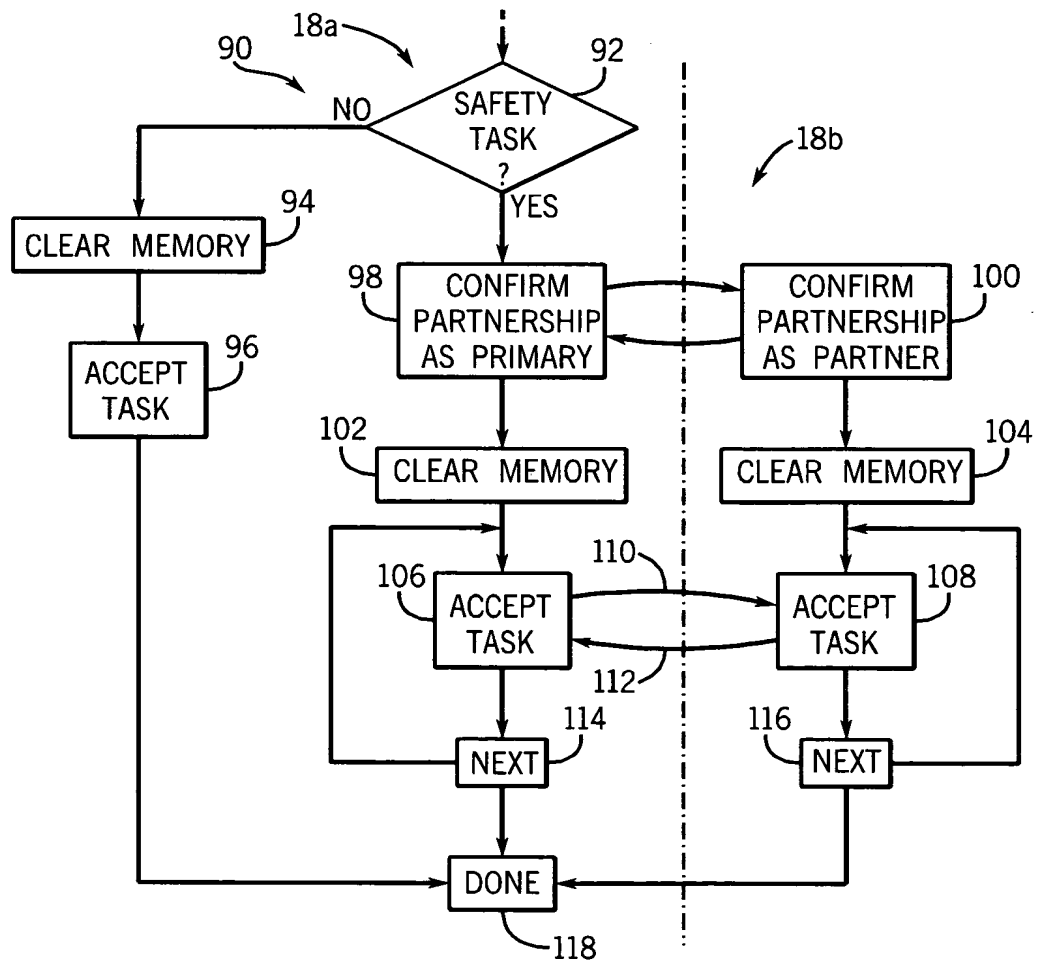 18a
90
92
SAFETY
TASK
?
NO
YES
18b
94
CLEAR MEMORY
98
CONFIRM
PARTNERSHIP
AS PRIMARY
CONFIRM
PARTNERSHIP
AS PARTNER
100
96
ACCEPT
TASK
102
CLEAR MEMORY
CLEAR MEMORY
104
106
ACCEPT
TASK
110
112
ACCEPT
TASK
108
114
NEXT
116
NEXT
DONE
118